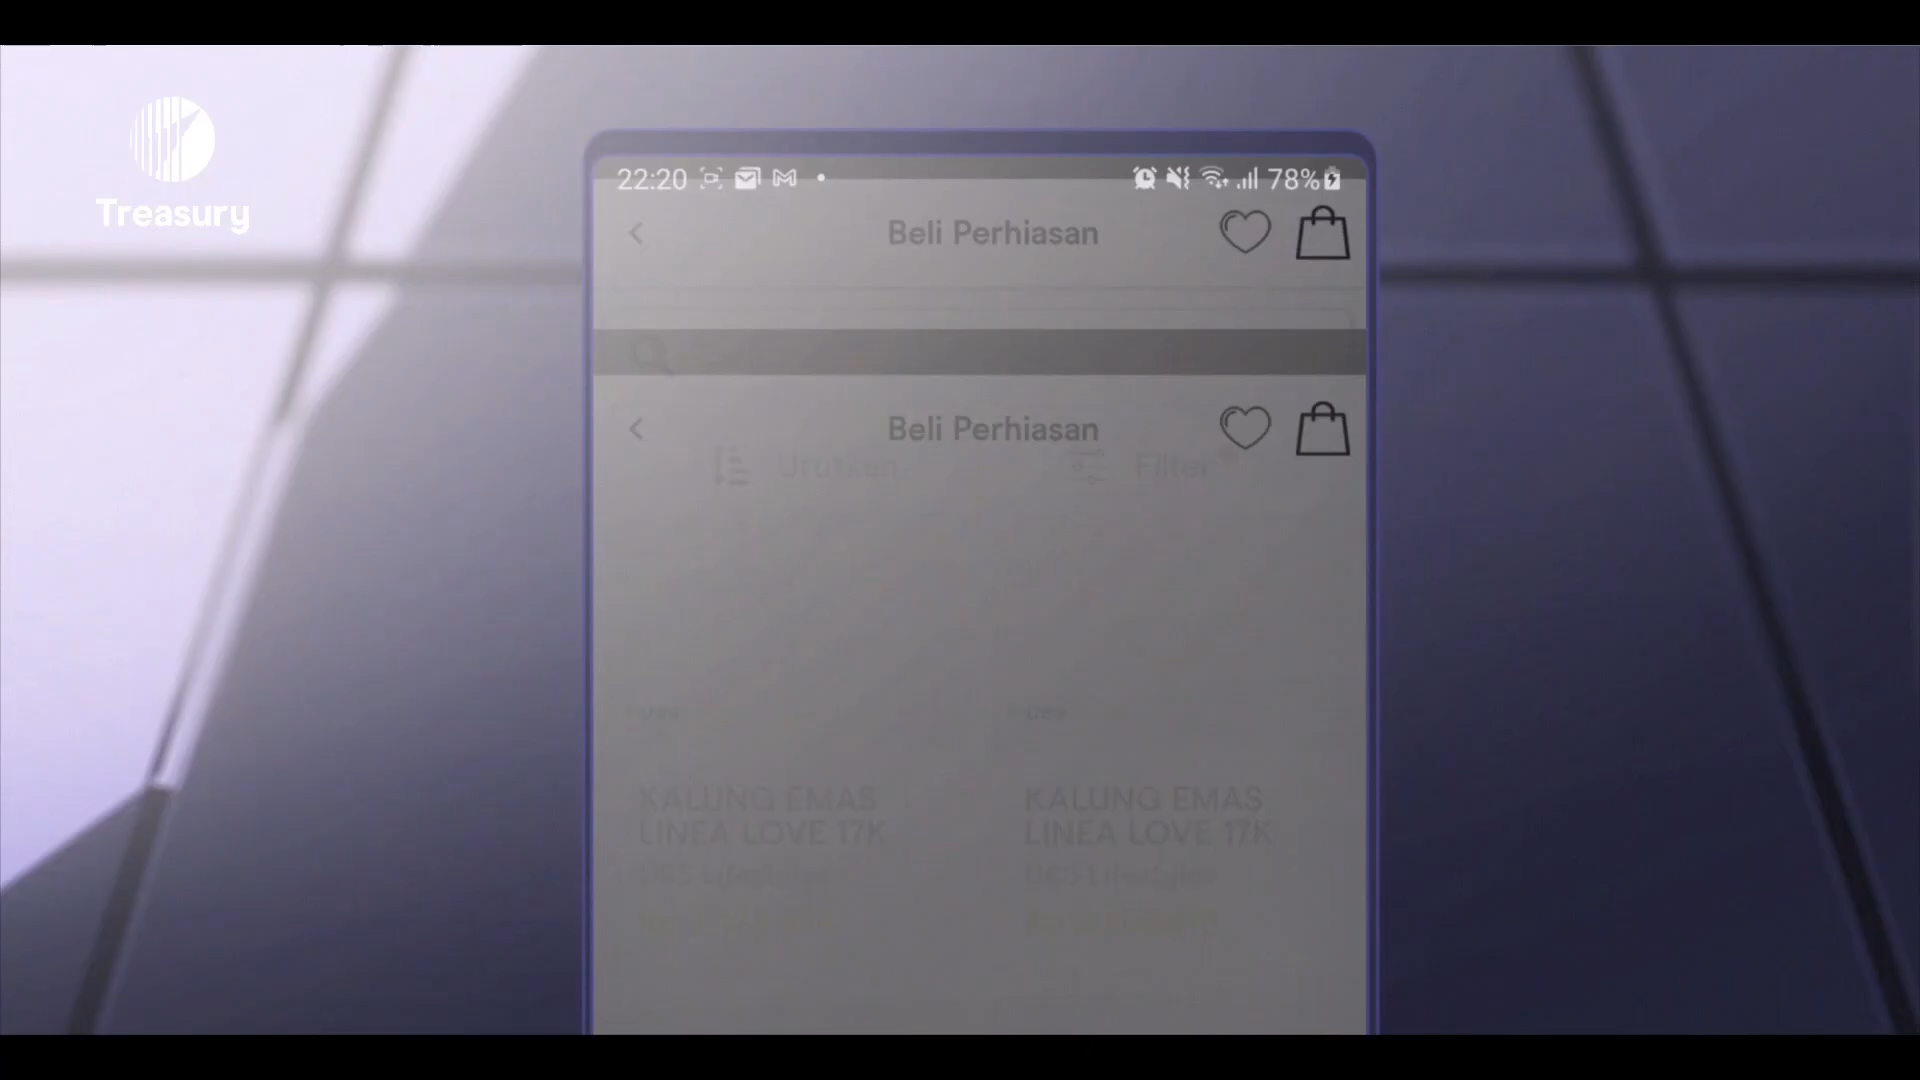 Treasury
22:20
78%
Beli Perhiasan
Beli Perhiasan
Urutkan
Filter
KALUNG EMAS
LINEA LOVE 17K
KALUNG EMAS
LINEA LOVE 17K